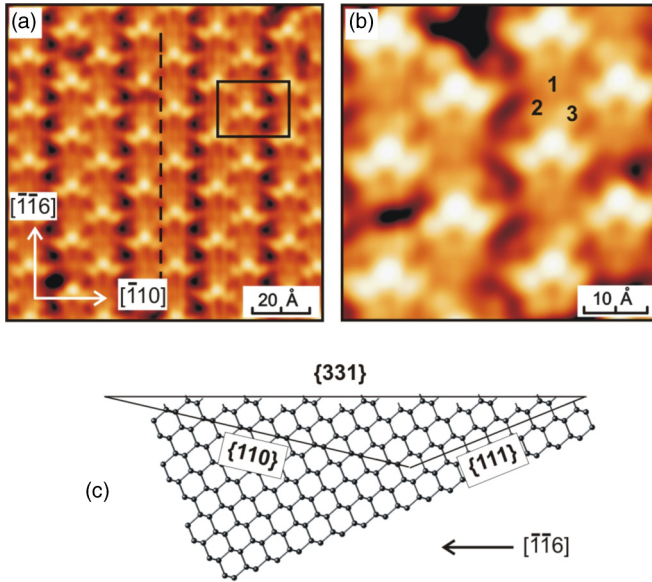 (a)
[1̄1̄6]
[1̄10]
20 Å
(b)
1
2
3
10 Å
{331}
{110}
{111}
(c)
[1̄1̄6]